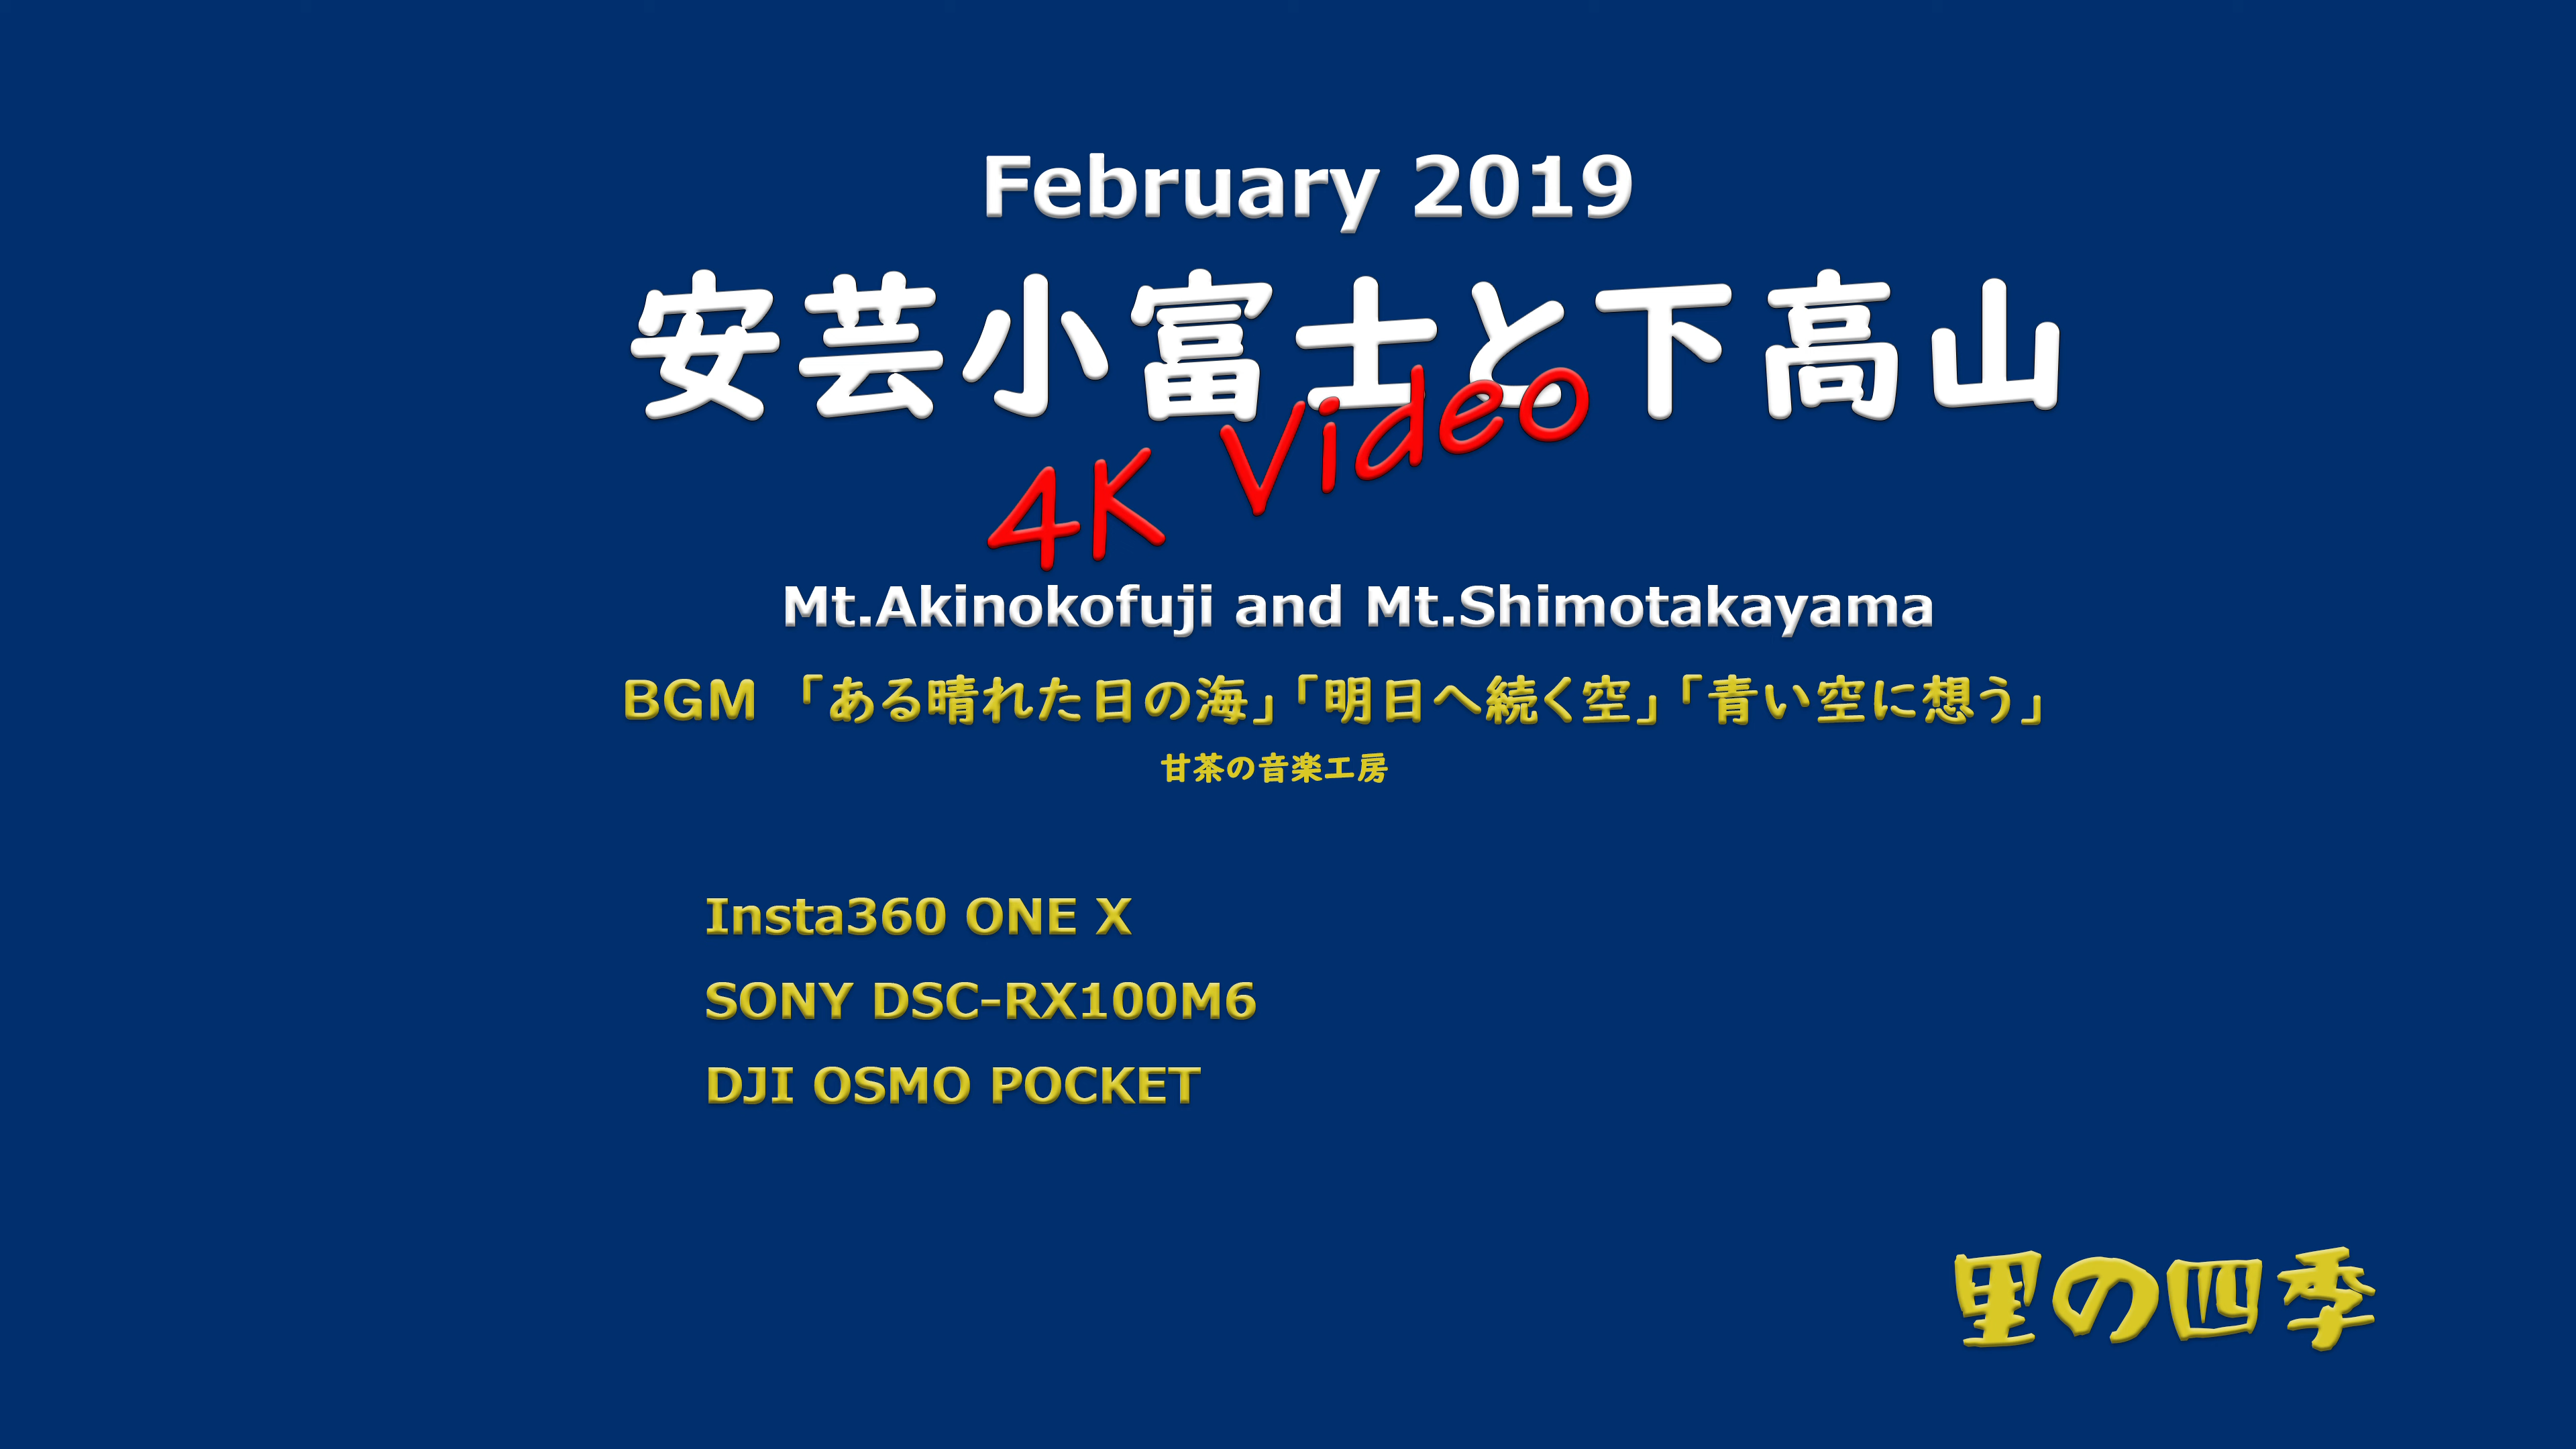 February 2019
安芸小富士と下高山
4K Video
Mt.Akinokofuji and Mt.Shimotakayama
BGM 「ある晴れた日の海」「明日へ続く空」「青い空に想う」
甘茶の音楽工房
Insta360 ONE X
SONY DSC-RX100M6
DJI OSMO POCKET
里の四季